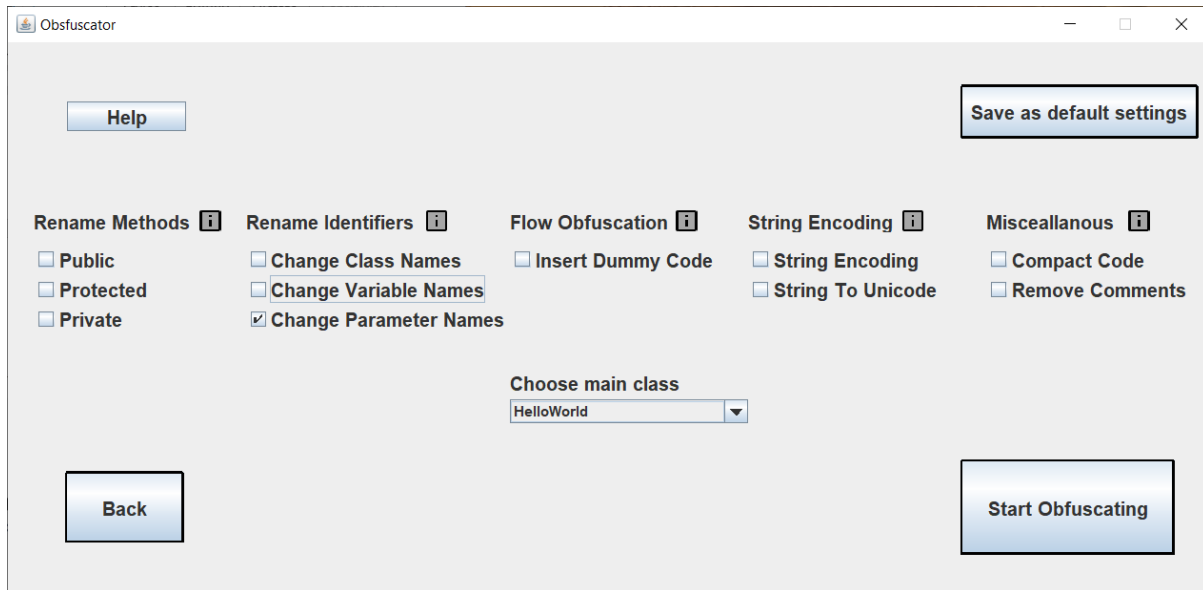 Obsfuscator
Help
Save as default settings
Rename Methods i
Public
Protected
Private
Rename Identifiers i
Change Class Names
Change Variable Names
Change Parameter Names
Flow Obfuscation i
Insert Dummy Code
String Encoding i
String Encoding
String To Unicode
Misceallanous i
Compact Code
Remove Comments
Choose main class
HelloWorld
Back
Start Obfuscating